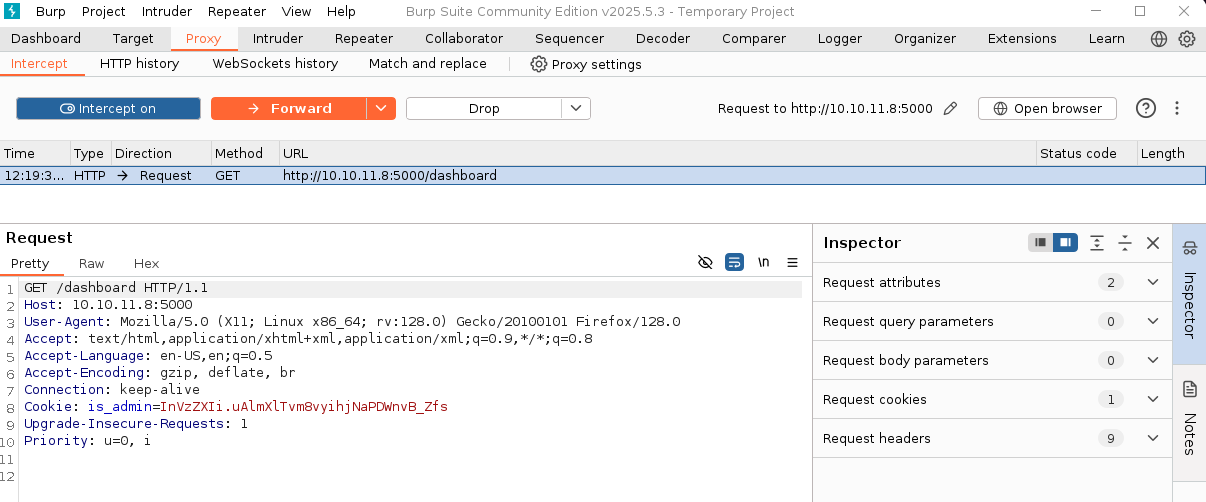 Burp Project Intruder Repeater View Help Burp Suite Community Edition v2025.5.3 - Temporary Project
Dashboard Target Proxy Intruder Repeater Collaborator Sequencer Decoder Comparer Logger Organizer Extensions Learn
Intercept HTTP history WebSockets history Match and replace Proxy settings
Intercept on Forward Drop Request to http://10.10.11.8:5000 Open browser
Time Type Direction Method URL Status code Length
12:19:3... HTTP → Request GET http://10.10.11.8:5000/dashboard
Request
Pretty Raw Hex \n
1 GET /dashboard HTTP/1.1
2 Host: 10.10.11.8:5000
3 User-Agent: Mozilla/5.0 (X11; Linux x86_64; rv:128.0) Gecko/20100101 Firefox/128.0
4 Accept: text/html,application/xhtml+xml,application/xml;q=0.9,*/*;q=0.8
5 Accept-Language: en-US,en;q=0.5
6 Accept-Encoding: gzip, deflate, br
7 Connection: keep-alive
8 Cookie: is_admin=InVzZXIi.uAlmXlTvm8vyihjNaPDWnvB_Zfs
9 Upgrade-Insecure-Requests: 1
10 Priority: u=0, i
11
12
Inspector
Request attributes 2
Request query parameters 0
Request body parameters 0
Request cookies 1
Request headers 9
Inspector
Notes